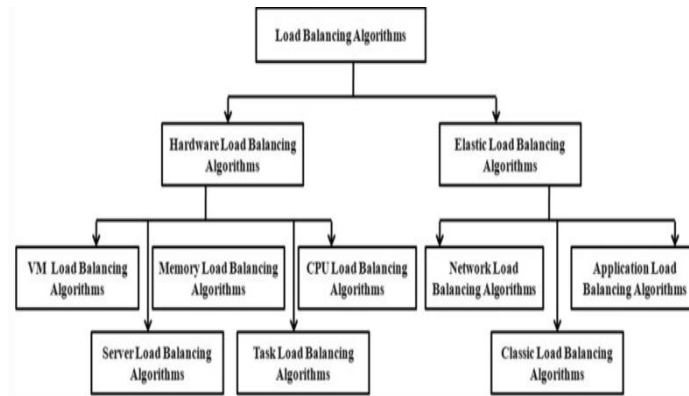 Load Balancing Algorithms
Hardware Load Balancing
Algorithms
Elastic Load Balancing
Algorithms
VM Load Balancing
Algorithms
Memory Load Balancing
Algorithms
CPU Load Balancing
Algorithms
Network Load
Balancing Algorithms
Application Load
Balancing Algorithms
Server Load Balancing
Algorithms
Task Load Balancing
Algorithms
Classic Load Balancing
Algorithms